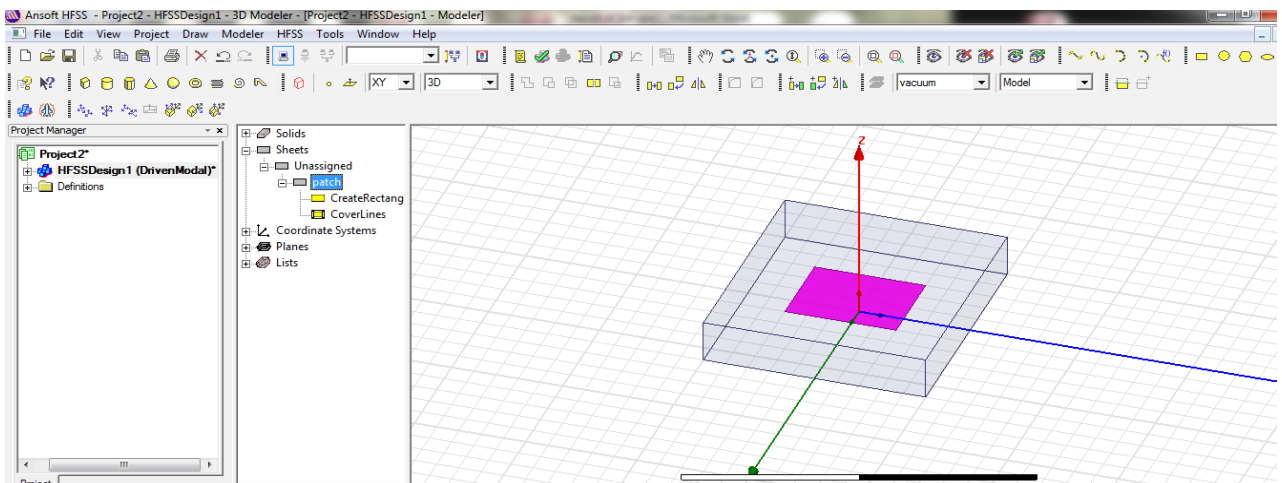 Ansoft HFSS - Project2 - HFSSDesign1 - 3D Modeler - [Project2 - HFSSDesign1 - Modeler]
File Edit View Project Draw Modeler HFSS Tools Window Help
XY 3D vacuum Model
Project Manager
Project2*
HFSSDesign1 (DrivenModal)*
Definitions
Solids
Sheets
Unassigned
patch
CreateRectang
CoverLines
Coordinate Systems
Planes
Lists
Z
Project